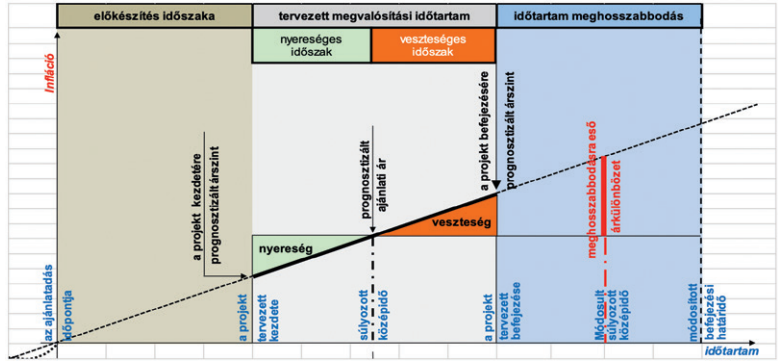 előkészítés időszaka
tervezett megvalósítási időtartam
időtartam meghosszabbodás
nyereséges
időszak
veszteséges
időszak
Infláció
a projekt kezdetére
prognosztizált árszint
prognosztizált
ajánlati ár
a projekt befejezésére
prognosztizált árszint
meghosszabbodásra eső
árkülönbözet
nyereség
veszteség
az ajánlatadás
időpontja
a projekt
tervezett
kezdete
súlyozott
középidő
a projekt
tervezett
befejezése
Módosult
súlyozott
középidő
módosított
befejezési
határidő
időtartam